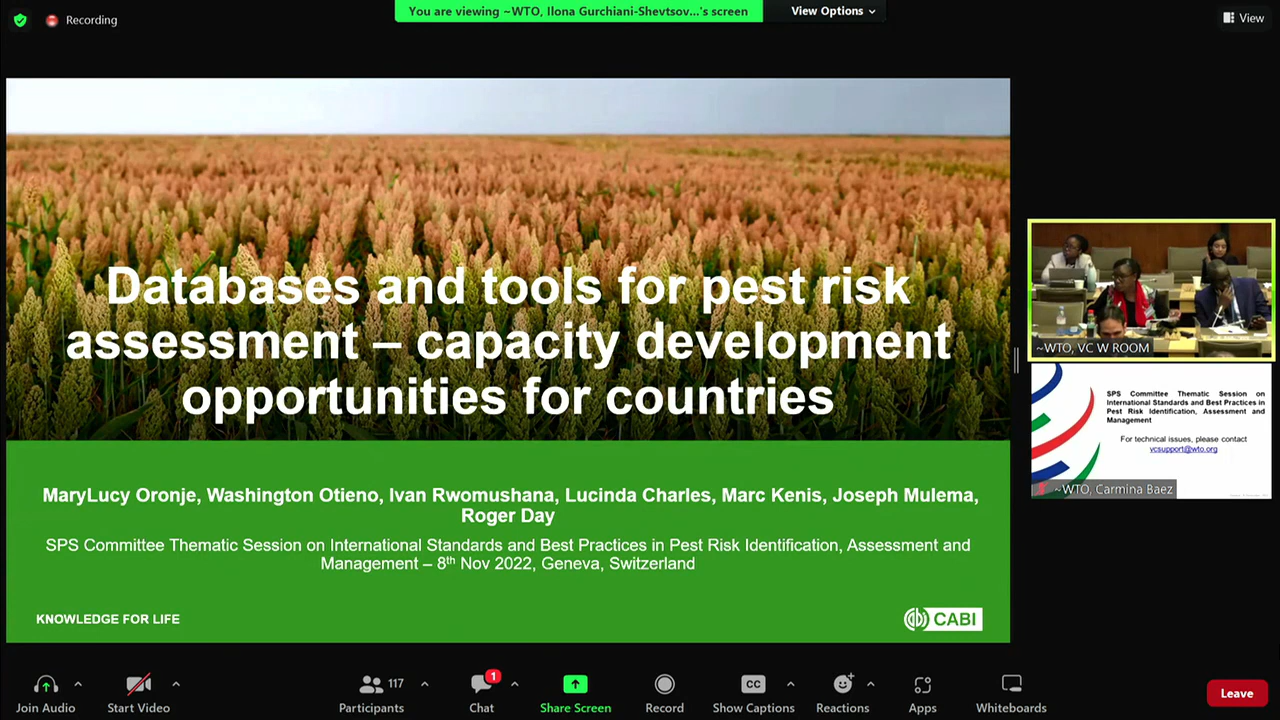 Recording
You are viewing ~WTO, Ilona Gurchiani-Shevtsov...'s screen
View Options
View
Databases and tools for pest risk
assessment – capacity development
opportunities for countries
MaryLucy Oronje, Washington Otieno, Ivan Rwomushana, Lucinda Charles, Marc Kenis, Joseph Mulema,
Roger Day
SPS Committee Thematic Session on International Standards and Best Practices in Pest Risk Identification, Assessment and
Management – 8th Nov 2022, Geneva, Switzerland
KNOWLEDGE FOR LIFE
CABI
~WTO, VC W ROOM
SPS Committee Thematic Session on
International Standards and Best Practices in
Pest Risk Identification, Assessment and
Management
For technical issues, please contact
vcsupport@wto.org
~WTO, Carmina Baez
Join Audio
Start Video
117
Participants
1
Chat
Share Screen
Record
CC
Show Captions
Reactions
Apps
Whiteboards
Leave